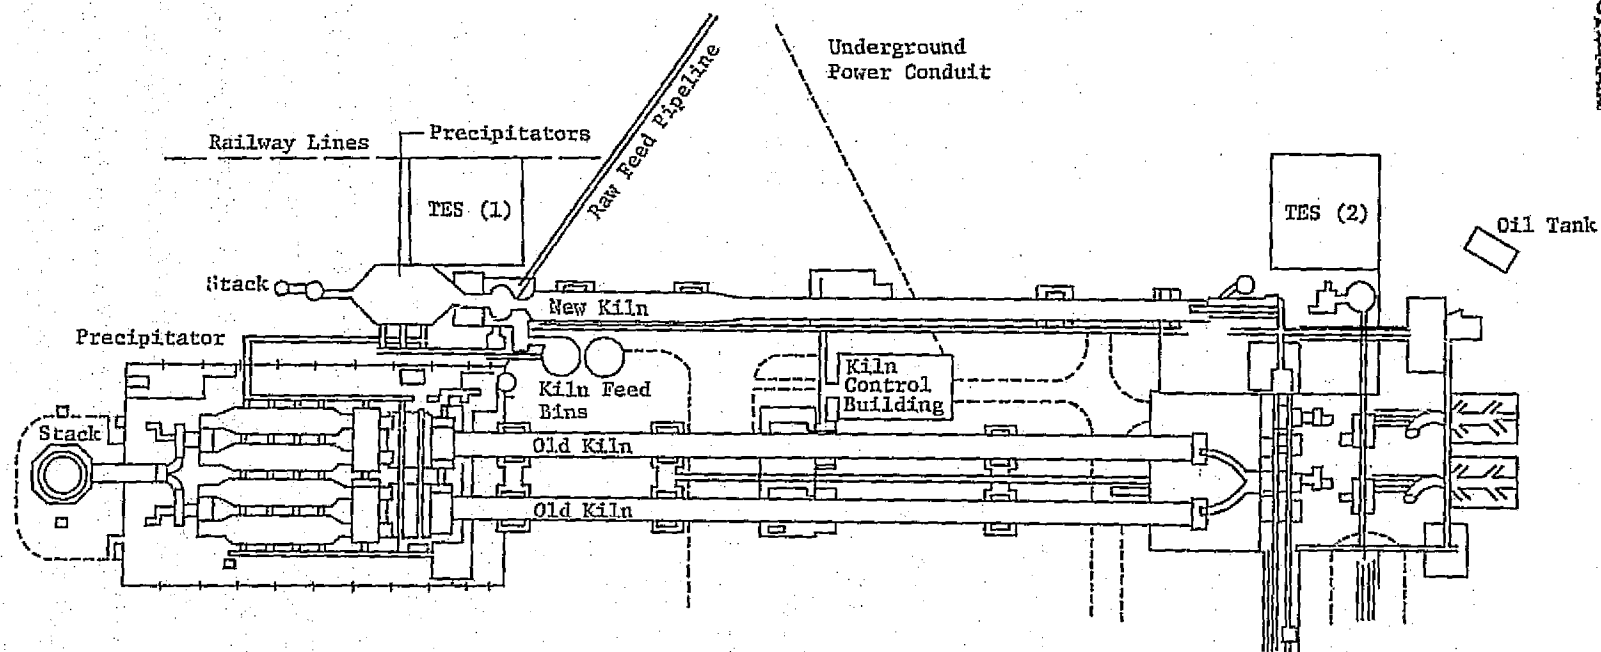 Underground
Power Conduit
Raw Feed Pipeline
Railway Lines
Precipitators
TES (1)
TES (2)
Oil Tank
Stack
New Kiln
Precipitator
Kiln Feed
Bins
Kiln
Control
Building
Stack
Old Kiln
Old Kiln